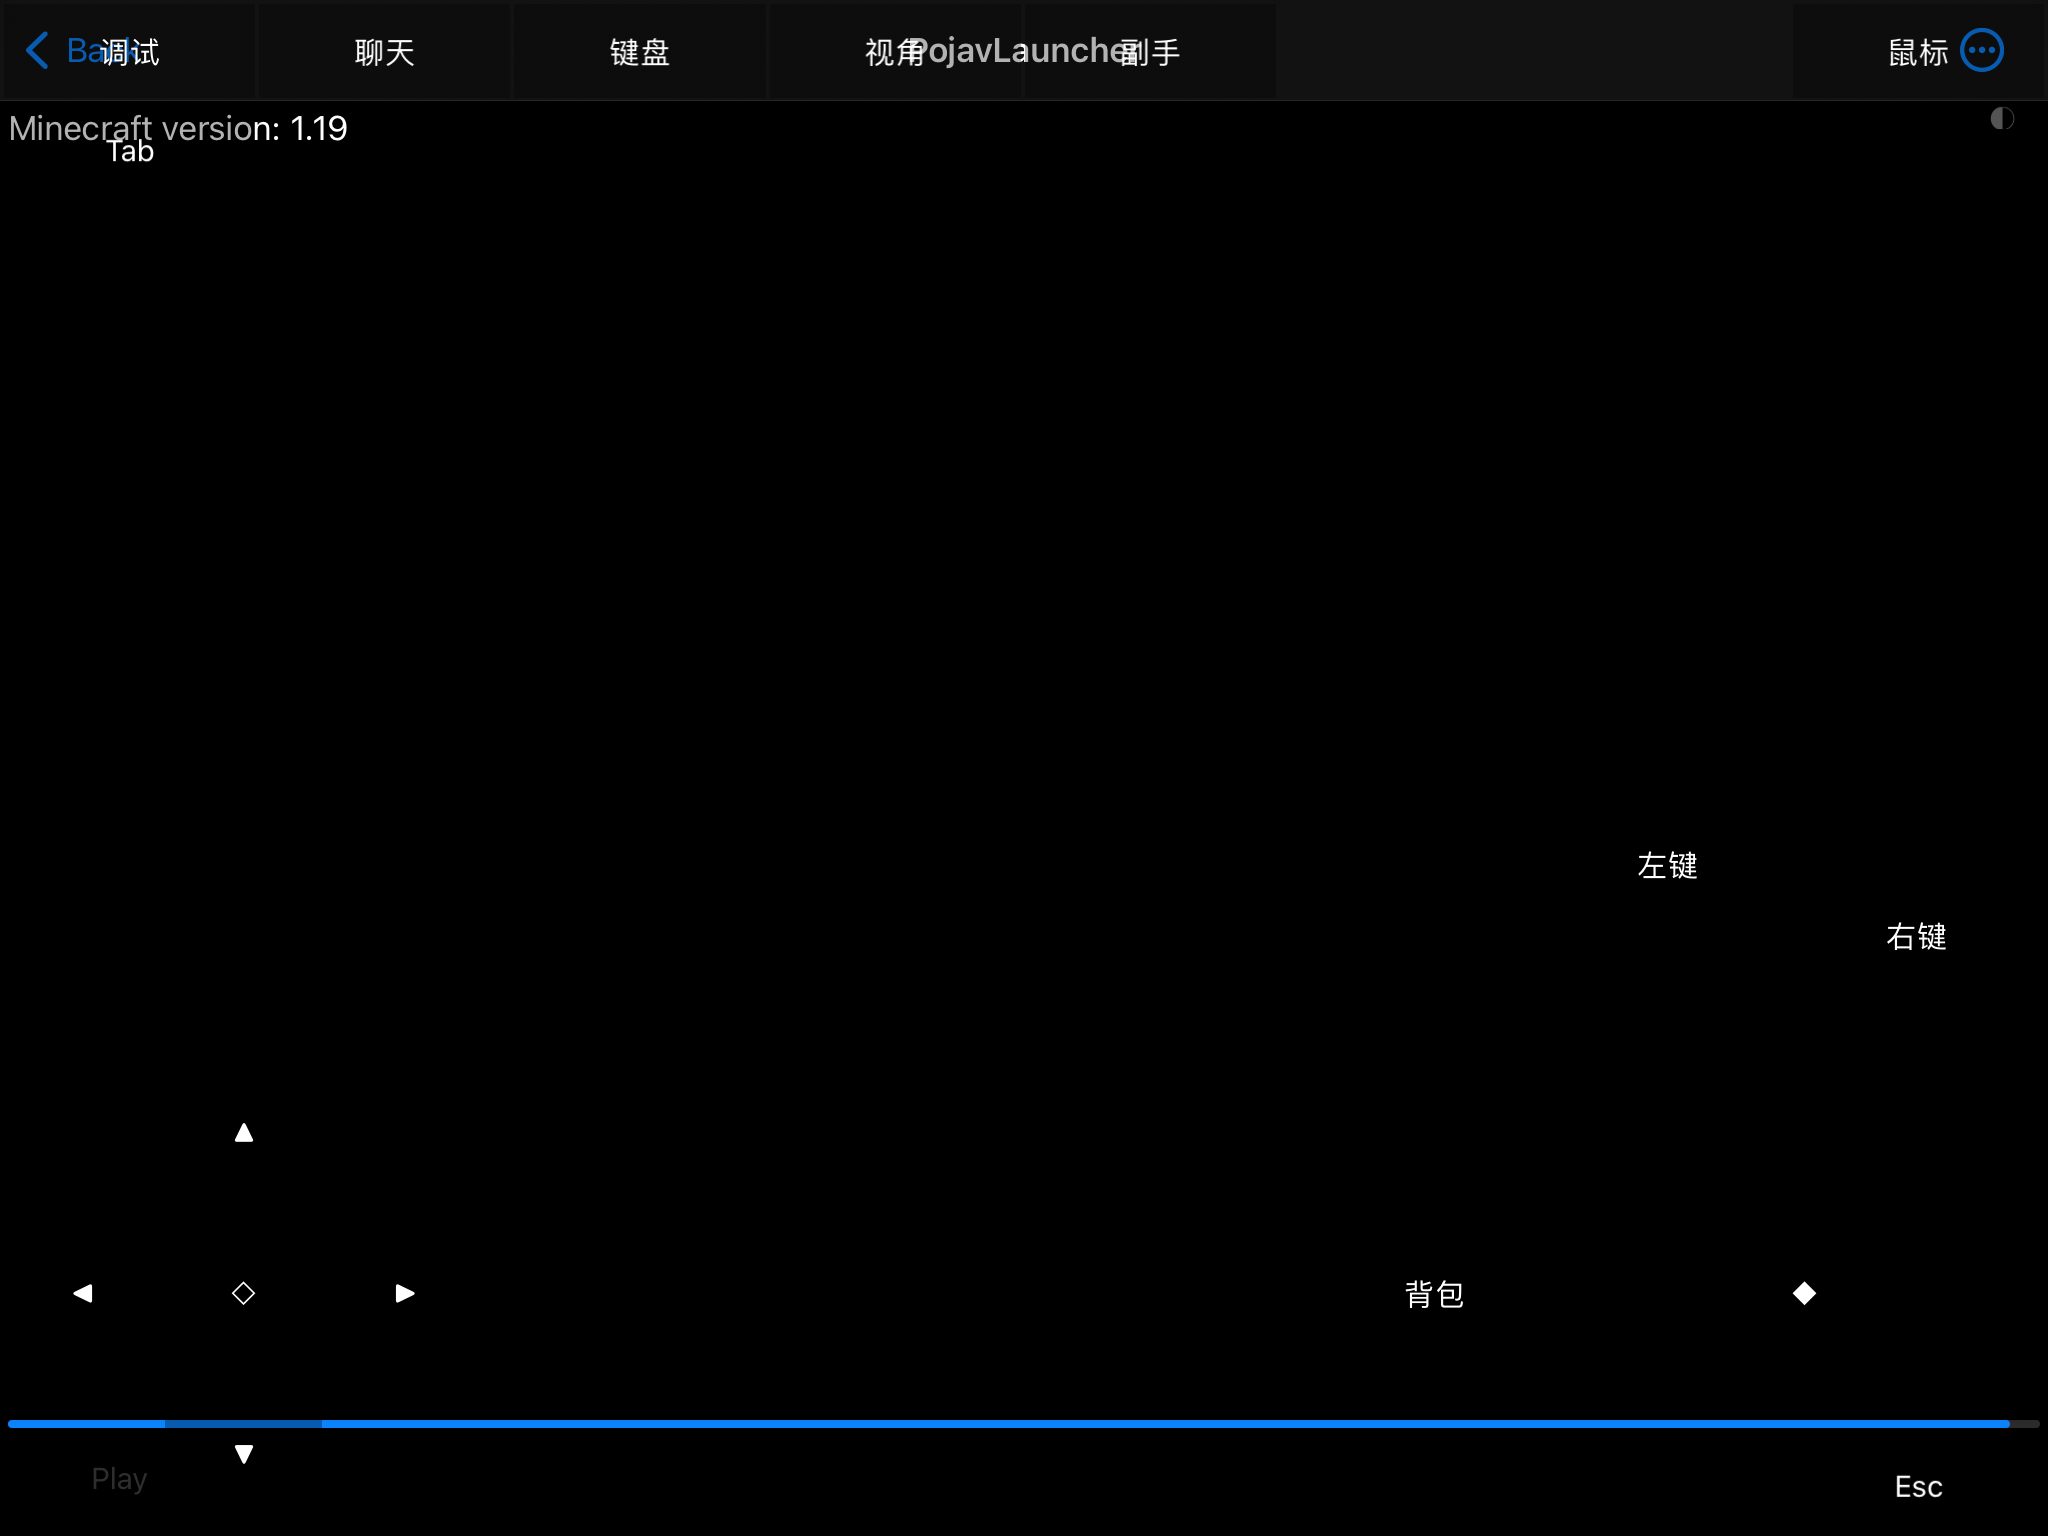 Back 调试 聊天 键盘 视角 PojavLauncher 副手 鼠标
Minecraft version: 1.19
Tab
左键
右键
背包
Play
Esc